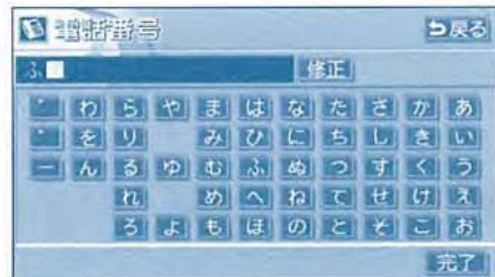 電話番号 戻る
ふ 修正
゛ わ ら や ま は な た さ か あ
゜ を り み ひ に ち し き い
ー ん る ゆ む ふ ぬ つ す く う
れ め へ ね て せ け え
ろ よ も ほ の と そ こ お
完了